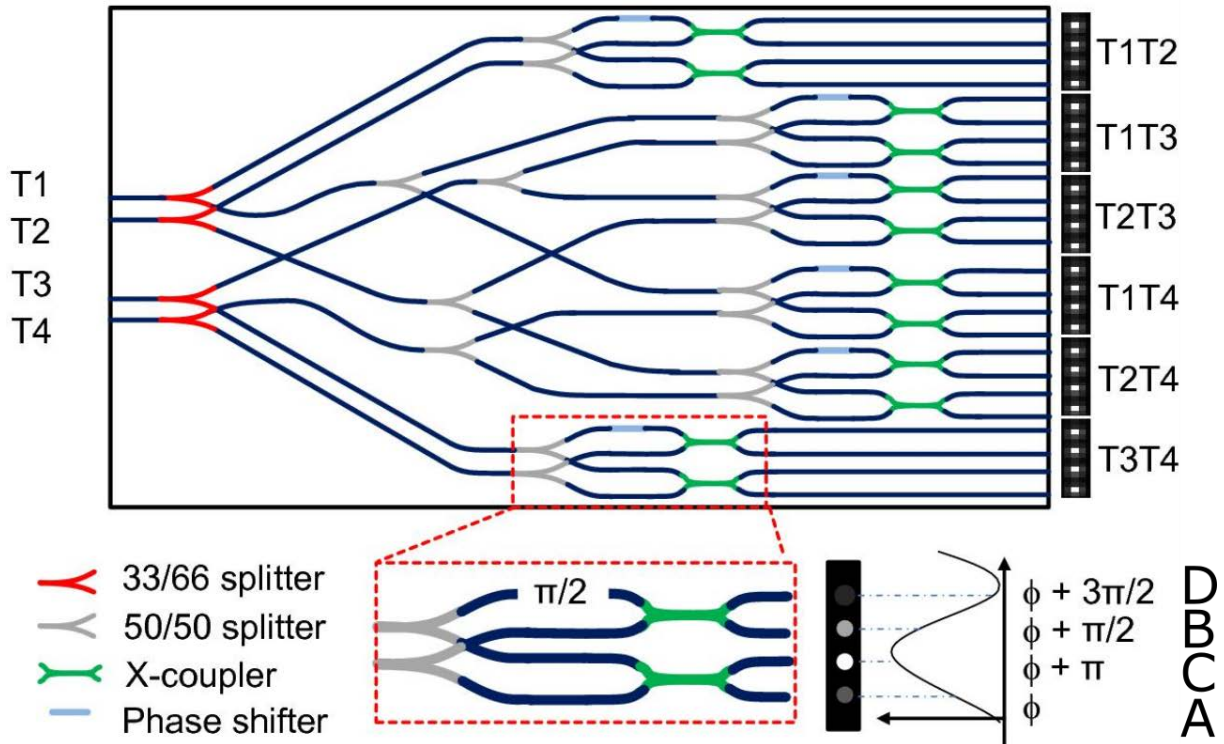 T1
T2
T3
T4
T1T2
T1T3
T2T3
T1T4
T2T4
T3T4
33/66 splitter
50/50 splitter
X-coupler
Phase shifter
π/2
ϕ + 3π/2 D
ϕ + π/2 B
ϕ + π C
ϕ A